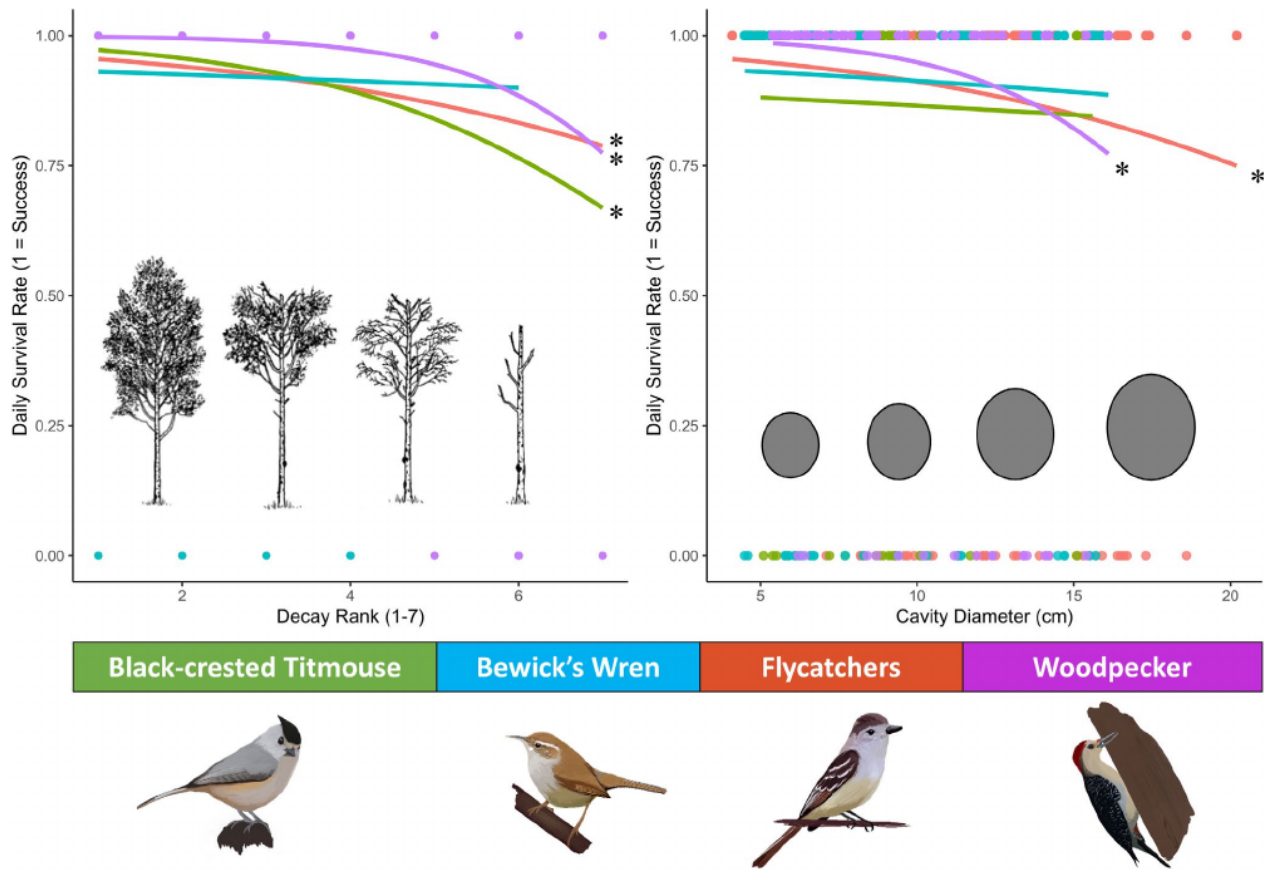 Daily Survival Rate (1 = Success)
1.00
0.75
0.50
0.25
0.00
*
*
*
2
4
6
Decay Rank (1-7)
Daily Survival Rate (1 = Success)
1.00
0.75
0.50
0.25
0.00
*
*
5
10
15
20
Cavity Diameter (cm)
Black-crested Titmouse
Bewick's Wren
Flycatchers
Woodpecker